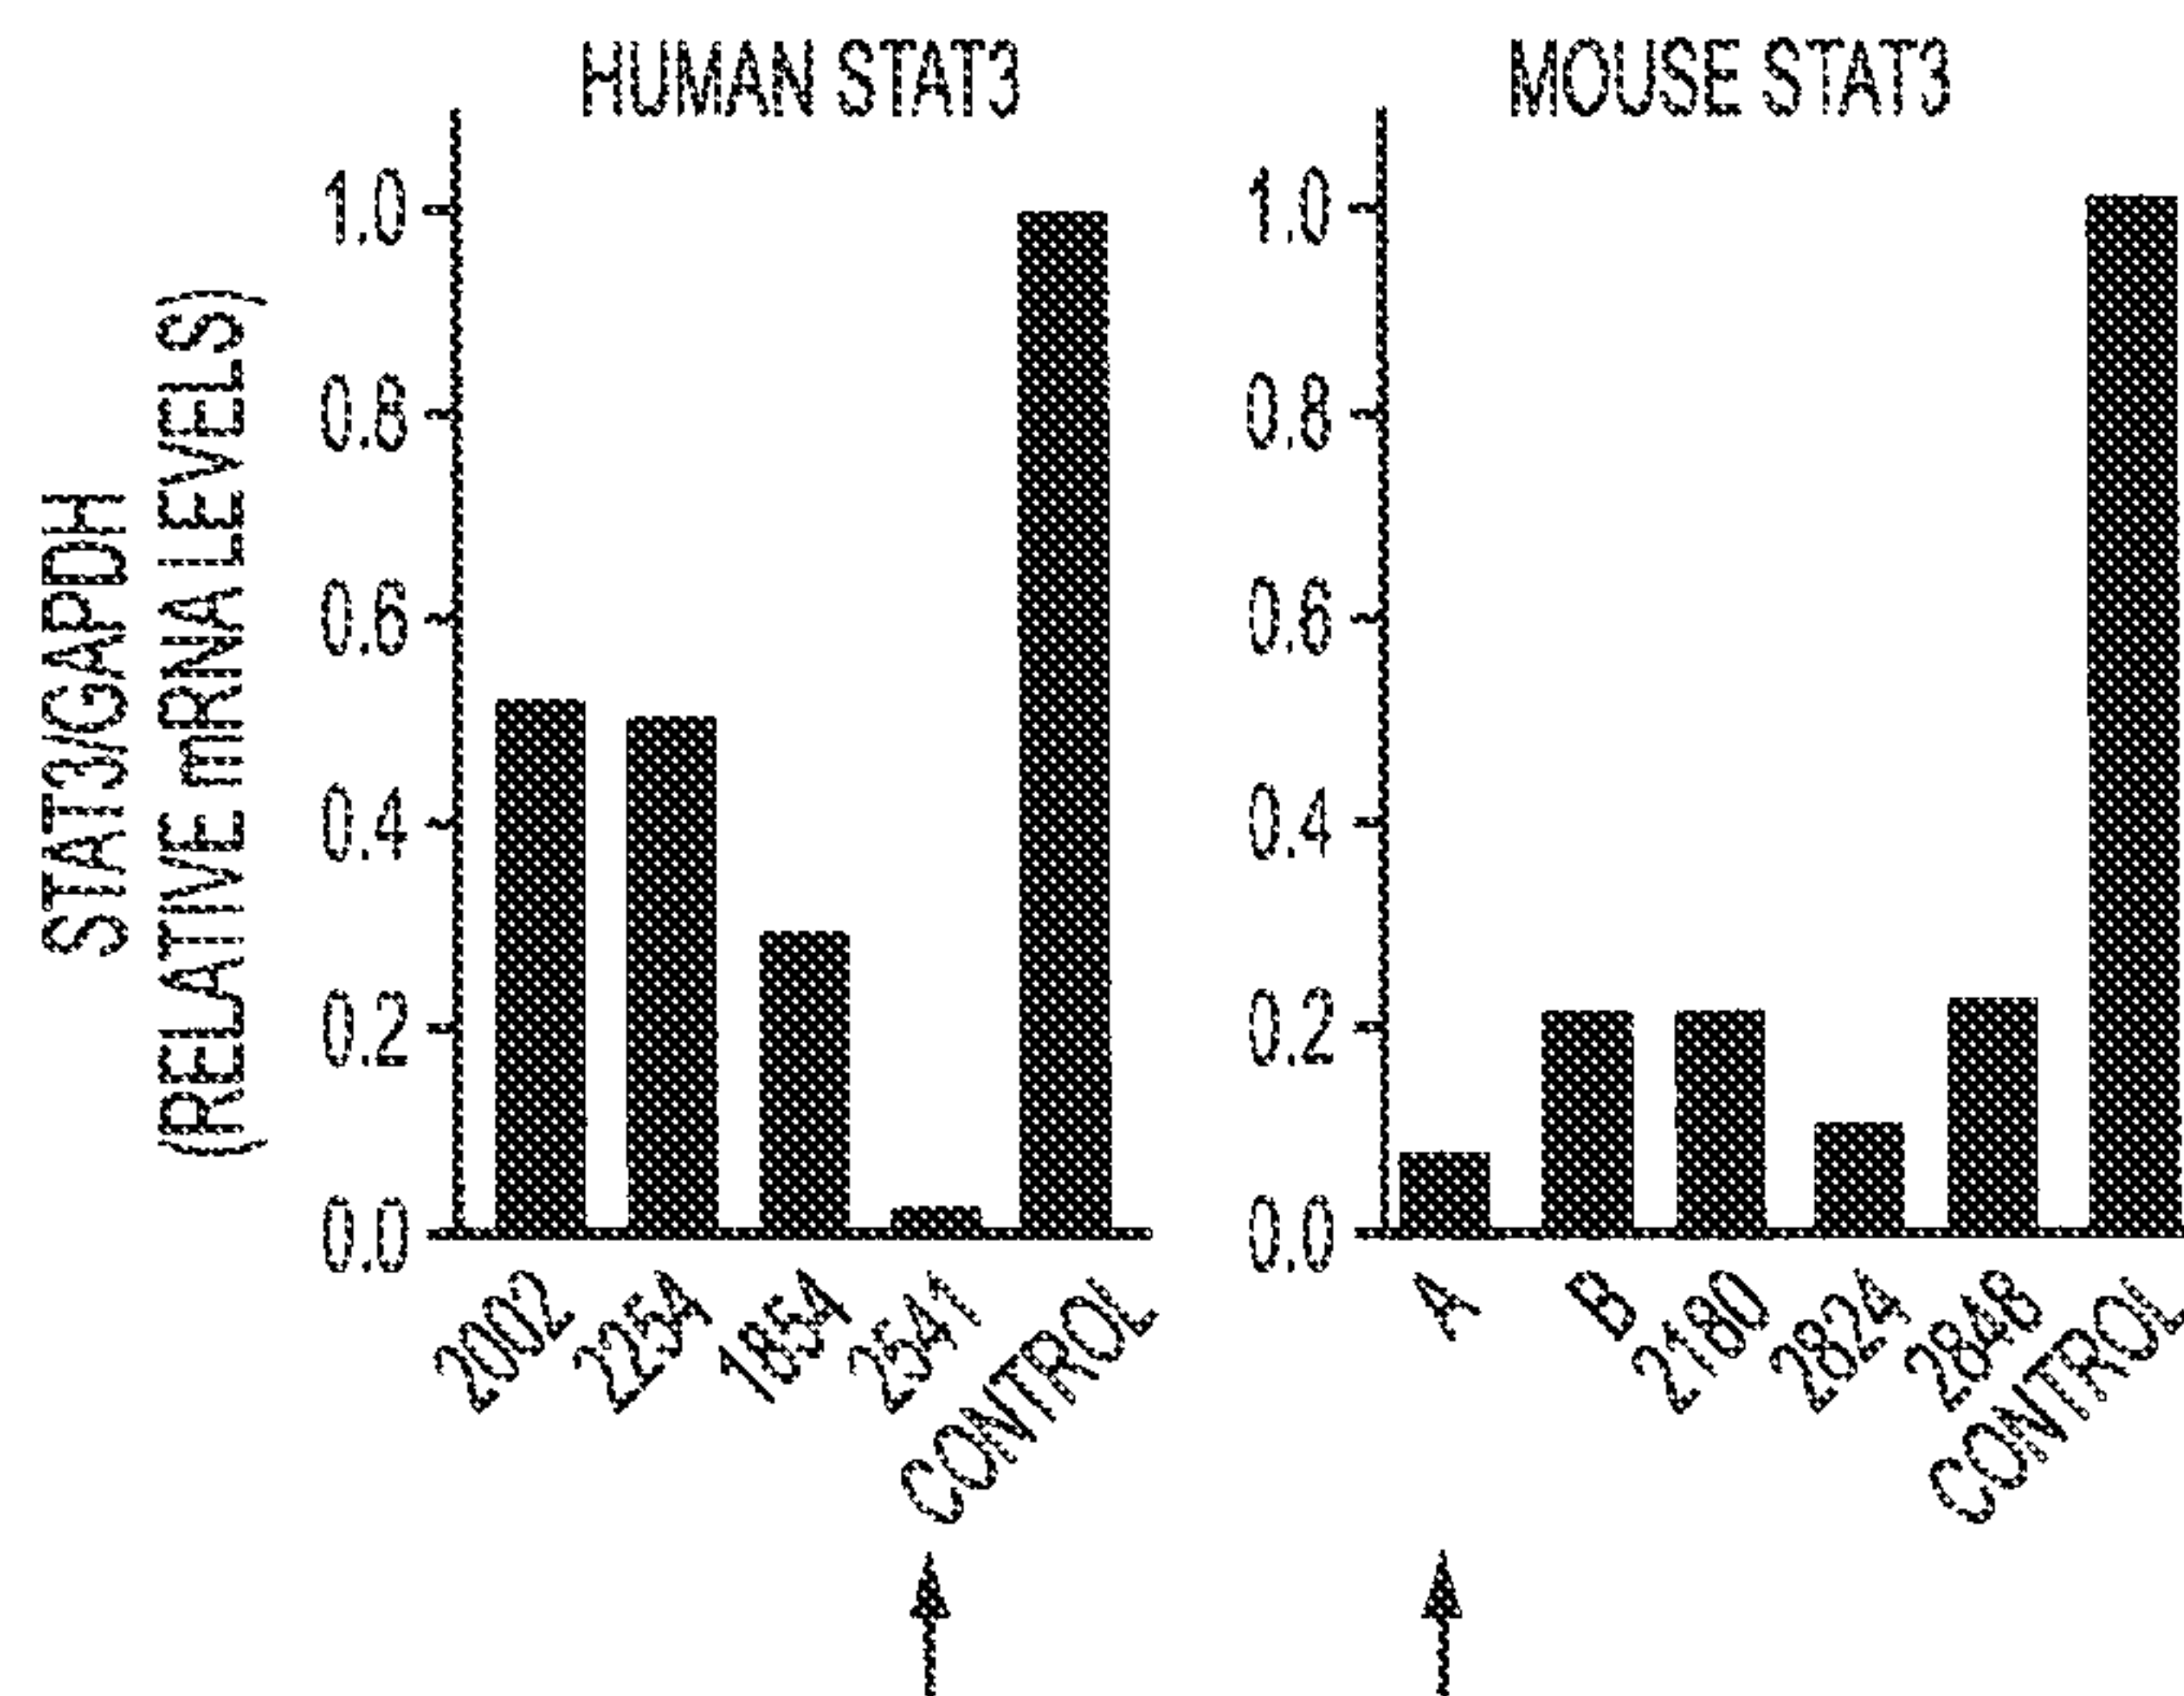 HUMAN STAT3
MOUSE STAT3
STAT3/GAPDH
(RELATIVE mRNA LEVELS)
1.0
0.8
0.6
0.4
0.2
0.0
2002
2254
1854
2541
CONTROL
1.0
0.8
0.6
0.4
0.2
0.0
A
B
2180
2824
2848
CONTROL